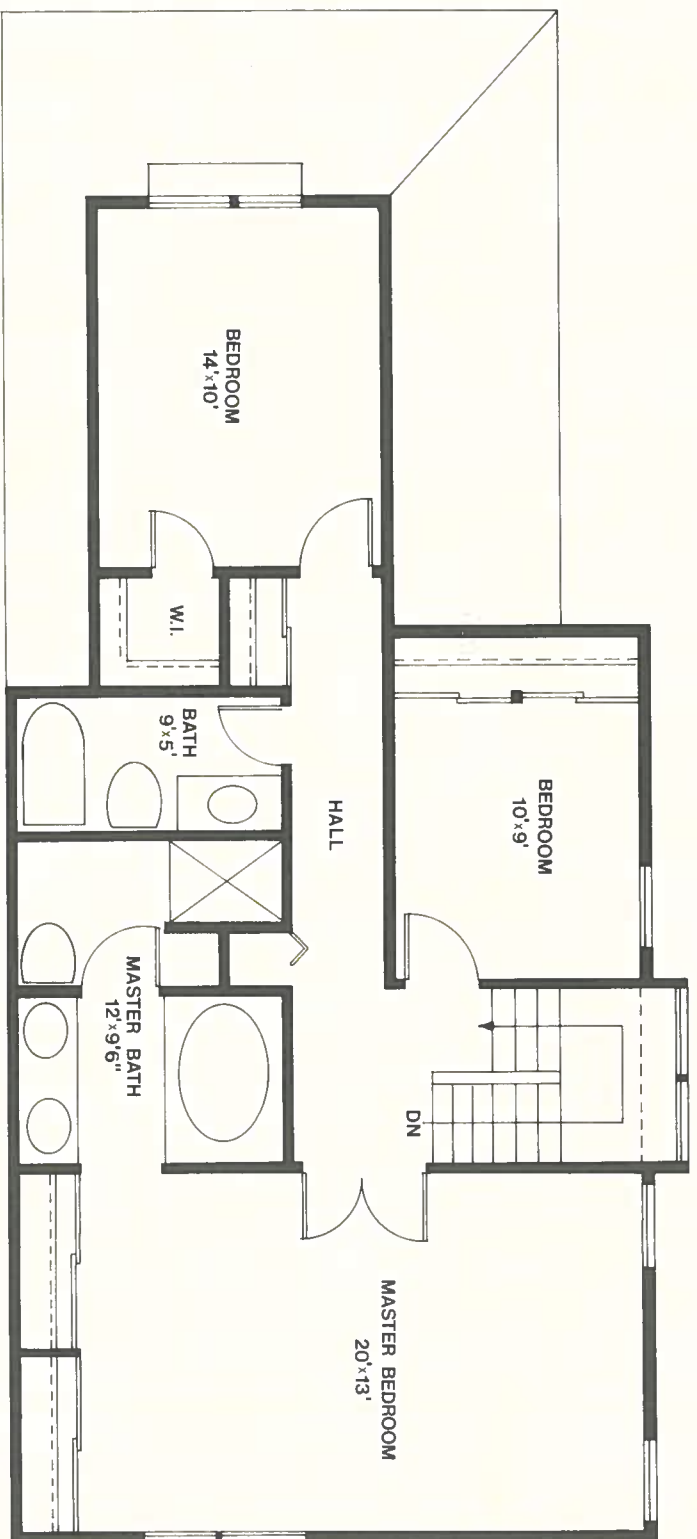 BEDROOM
14'x10'
W.I.
BATH
9'x5'
HALL
BEDROOM
10'x9'
MASTER BATH
12'x9'6"
DN
MASTER BEDROOM
20'x13'